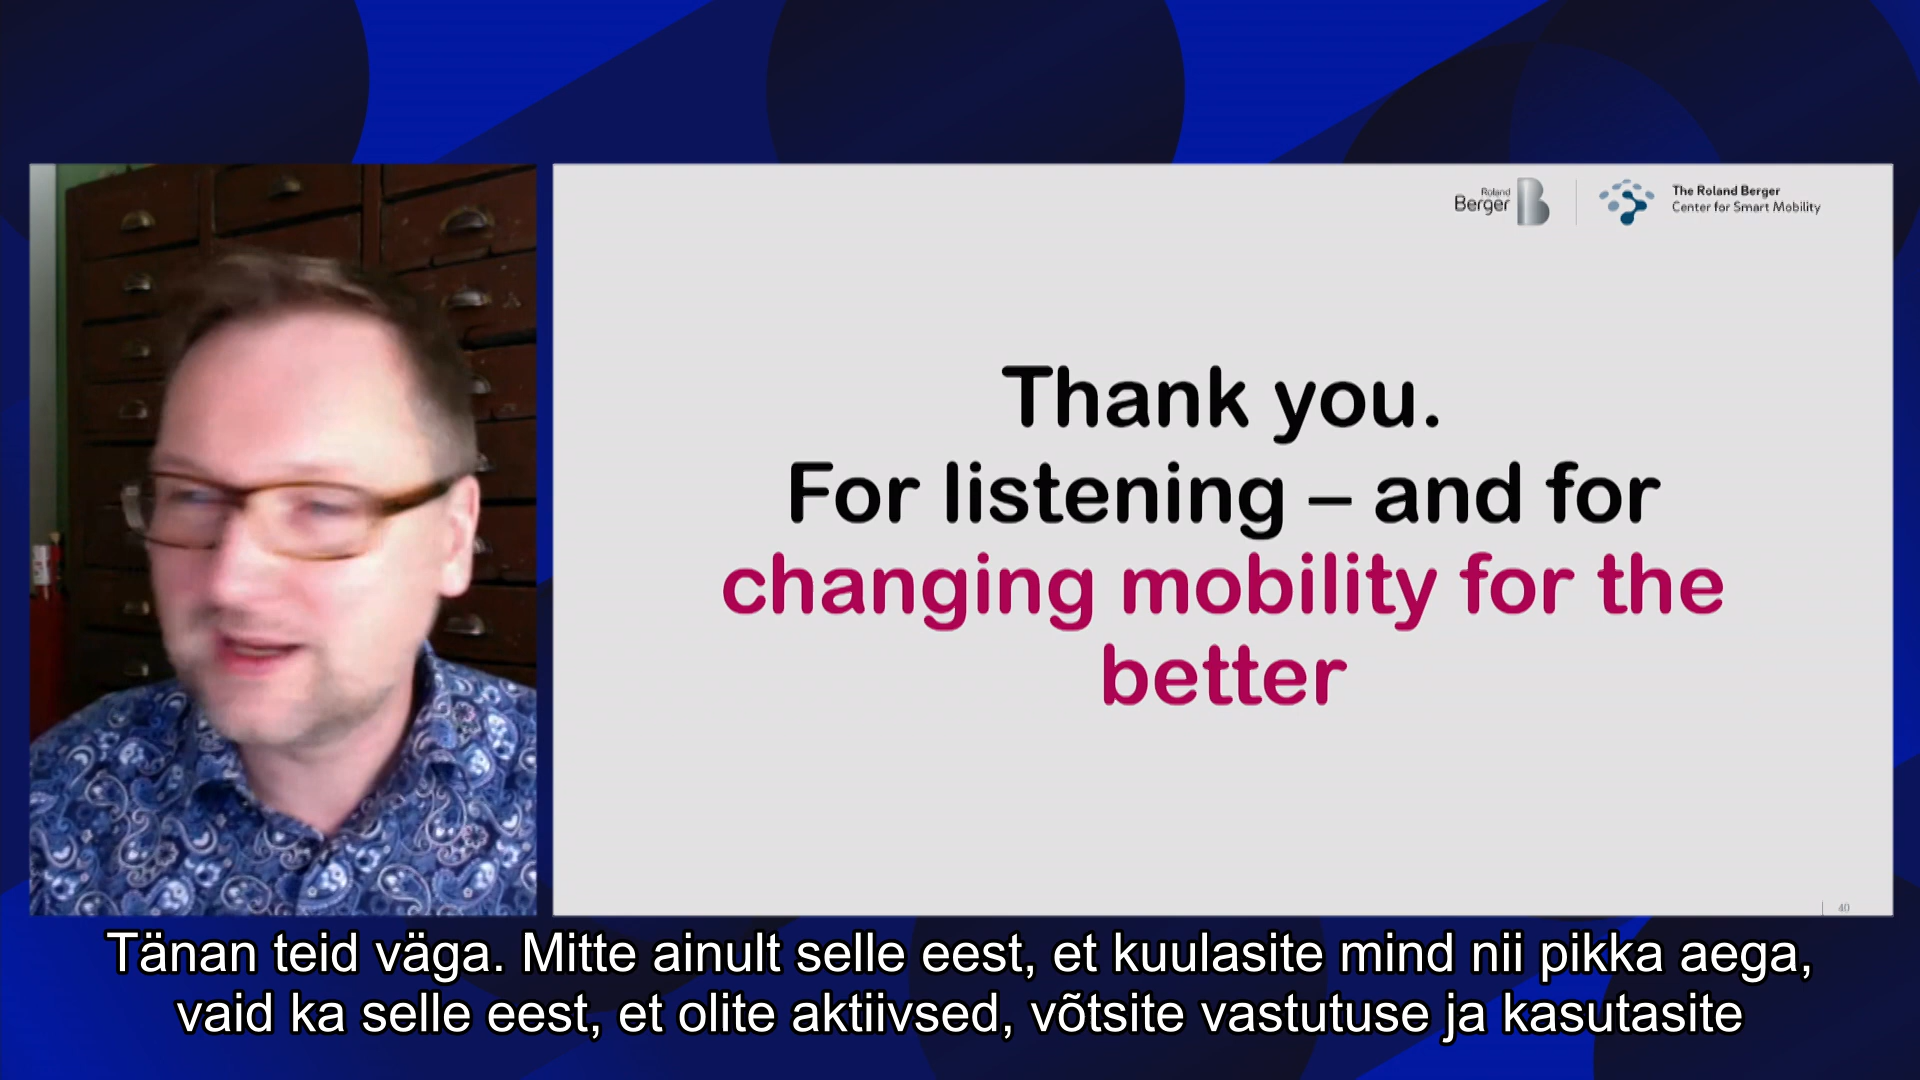 Roland
Berger
The Roland Berger
Center for Smart Mobility
Thank you.
For listening – and for
changing mobility for the
better
40
Tänan teid väga. Mitte ainult selle eest, et kuulasite mind nii pikka aega,
vaid ka selle eest, et olite aktiivsed, võtsite vastutuse ja kasutasite